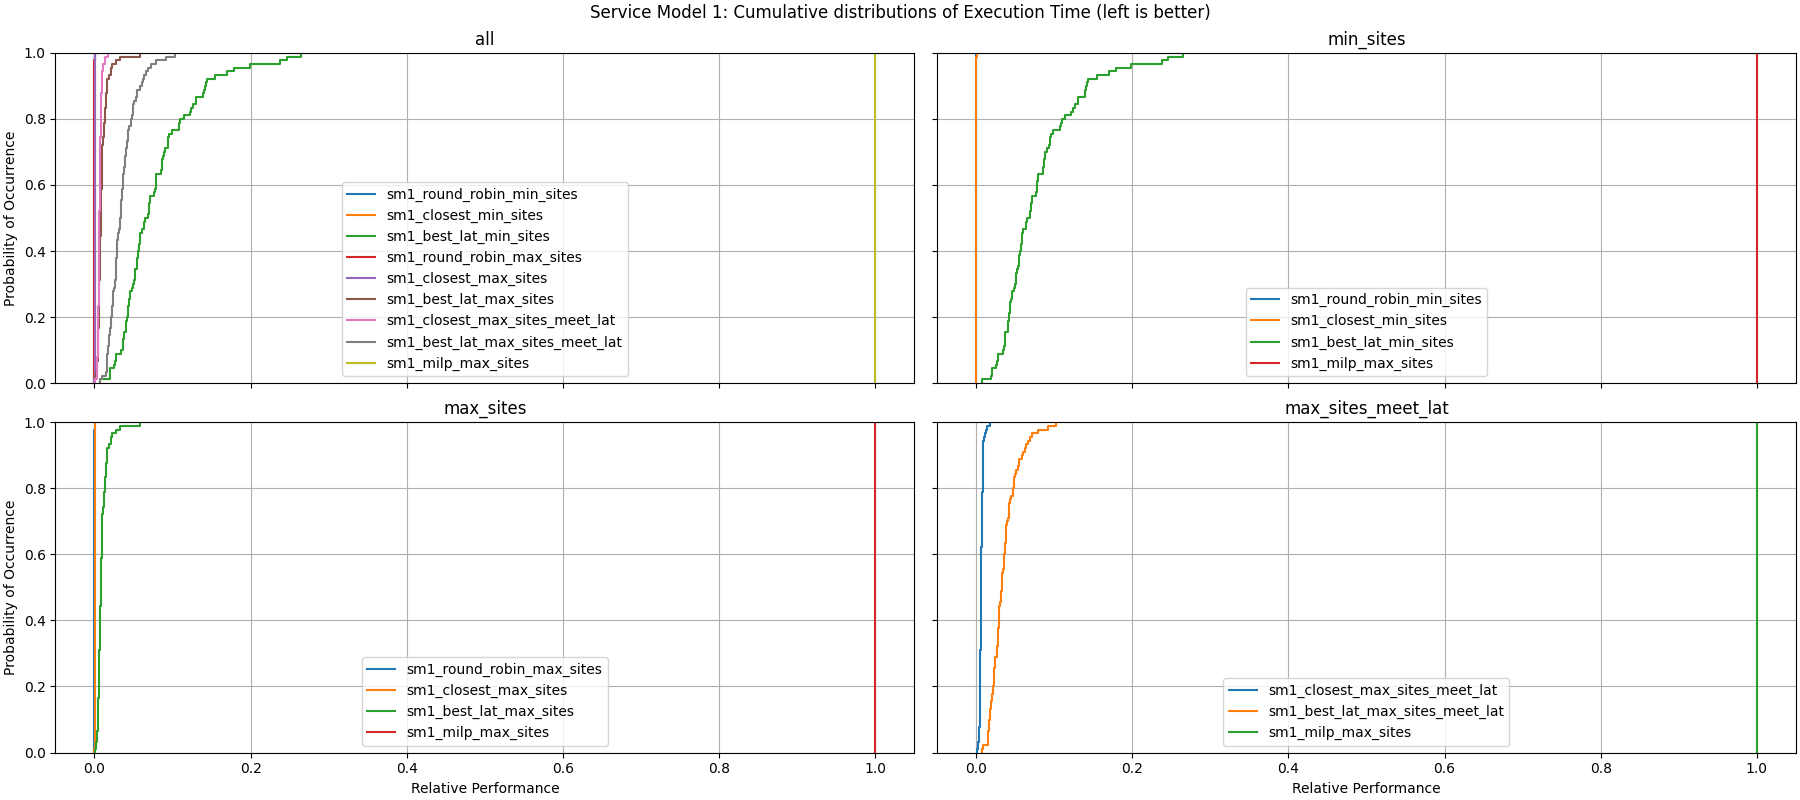 Service Model 1: Cumulative distributions of Execution Time (left is better)
all
1.0
0.8
0.6
0.4
0.2
0.0
Probability of Occurrence
sm1_round_robin_min_sites
sm1_closest_min_sites
sm1_best_lat_min_sites
sm1_round_robin_max_sites
sm1_closest_max_sites
sm1_best_lat_max_sites
sm1_closest_max_sites_meet_lat
sm1_best_lat_max_sites_meet_lat
sm1_milp_max_sites
min_sites
sm1_round_robin_min_sites
sm1_closest_min_sites
sm1_best_lat_min_sites
sm1_milp_max_sites
max_sites
1.0
0.8
0.6
0.4
0.2
0.0
Probability of Occurrence
sm1_round_robin_max_sites
sm1_closest_max_sites
sm1_best_lat_max_sites
sm1_milp_max_sites
0.0 0.2 0.4 0.6 0.8 1.0
Relative Performance
max_sites_meet_lat
sm1_closest_max_sites_meet_lat
sm1_best_lat_max_sites_meet_lat
sm1_milp_max_sites
0.0 0.2 0.4 0.6 0.8 1.0
Relative Performance